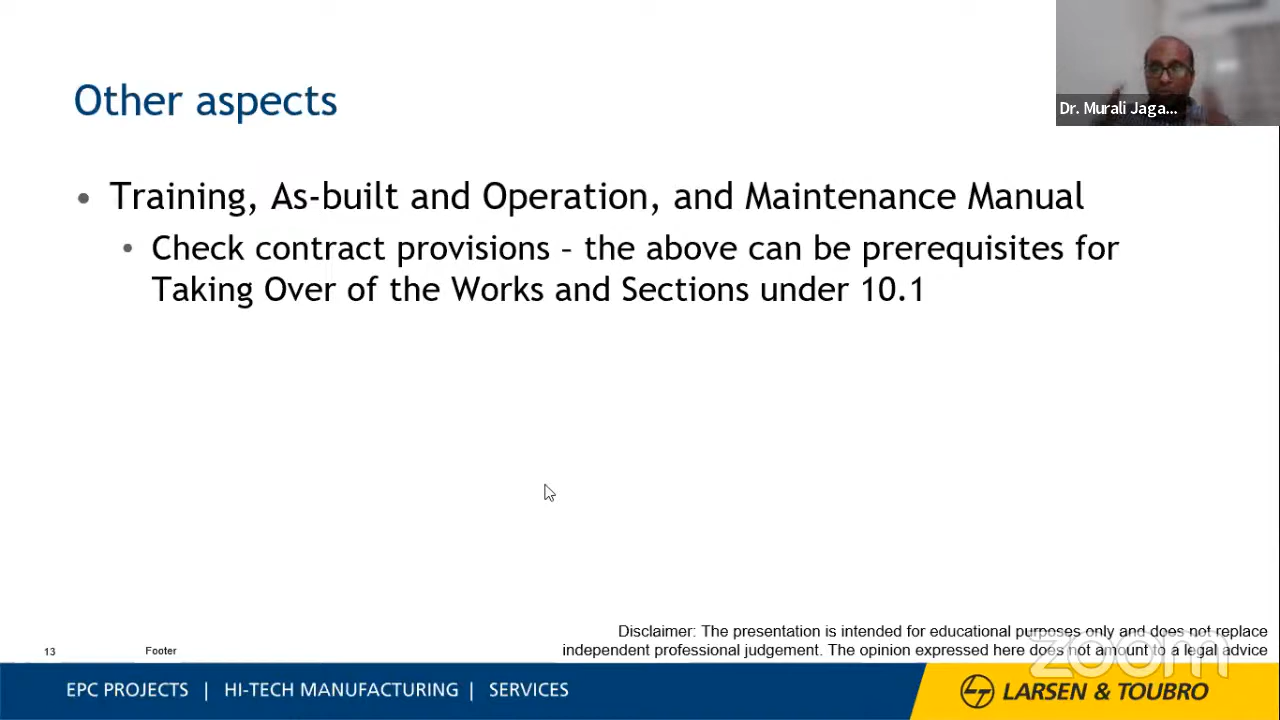 Other aspects
Dr. Murali Jaga...
• Training, As-built and Operation, and Maintenance Manual
• Check contract provisions – the above can be prerequisites for
Taking Over of the Works and Sections under 10.1
Disclaimer: The presentation is intended for educational purposes only and does not replace
independent professional judgement. The opinion expressed here does not amount to a legal advice
13 Footer
zoom
EPC PROJECTS | HI-TECH MANUFACTURING | SERVICES
LARSEN & TOUBRO